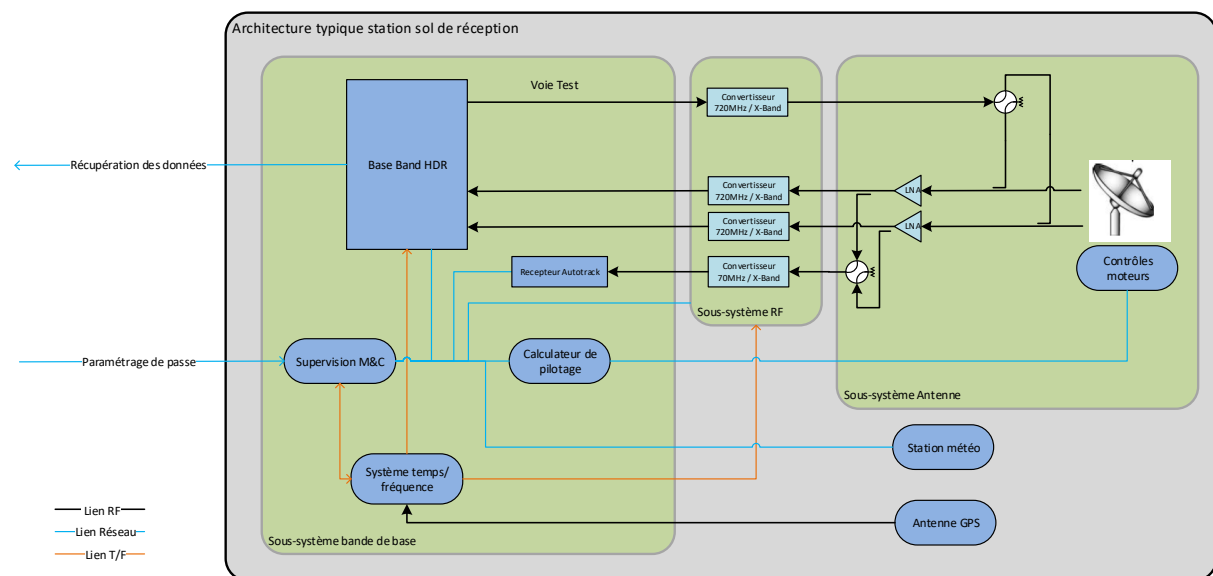 Architecture typique station sol de réception
Voie Test
Base Band HDR
Convertisseur
720MHz / X-Band
Récupération des données
Convertisseur
720MHz / X-Band
LNA
Convertisseur
720MHz / X-Band
LNA
Recepteur Autotrack
Convertisseur
70MHz / X-Band
Contrôles
moteurs
Sous-système RF
Paramétrage de passe
Supervision M&C
Calculateur de
pilotage
Sous-système Antenne
Station météo
Système temps/
fréquence
Antenne GPS
Lien RF
Lien Réseau
Lien T/F
Sous-système bande de base